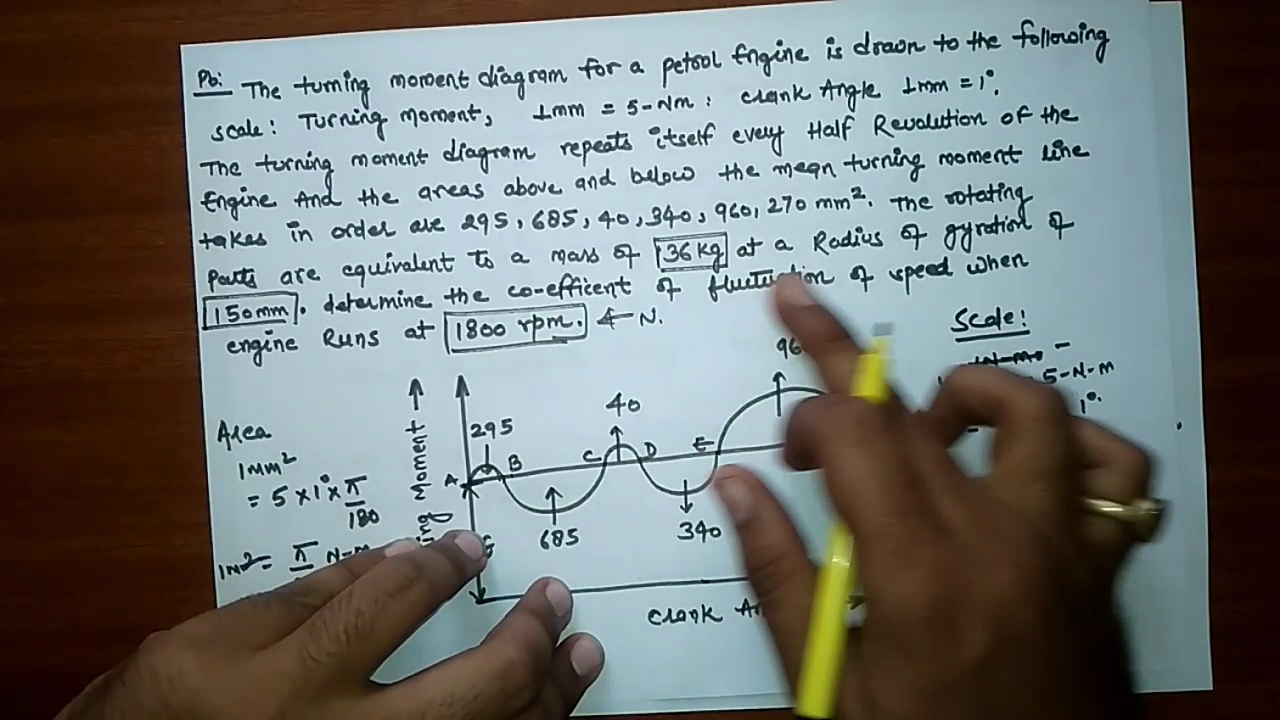 Pb: The turning moment diagram for a petrol Engine is drawn to the following
scale: Turning moment, 1mm = 5-Nm: crank Angle 1mm = 1°.
The turning moment diagram repeats itself every Half Revolution of the
Engine And the areas above and below the mean turning moment line
takes in order are 295, 685, 40, 340, 960, 270 mm². The rotating
Parts are equivalent to a mass of 36 kg at a Radius of gyration of
150mm. determine the co-efficent of fluctuation of speed when
engine Runs at 1800 rpm. ← N.
Scale:
5-N-m
1°.
Area
1mm²
= 5 × 1° × π/180
π N-m
Moment
295
685
40
340
96
A
B
C
D
E
G
Crank